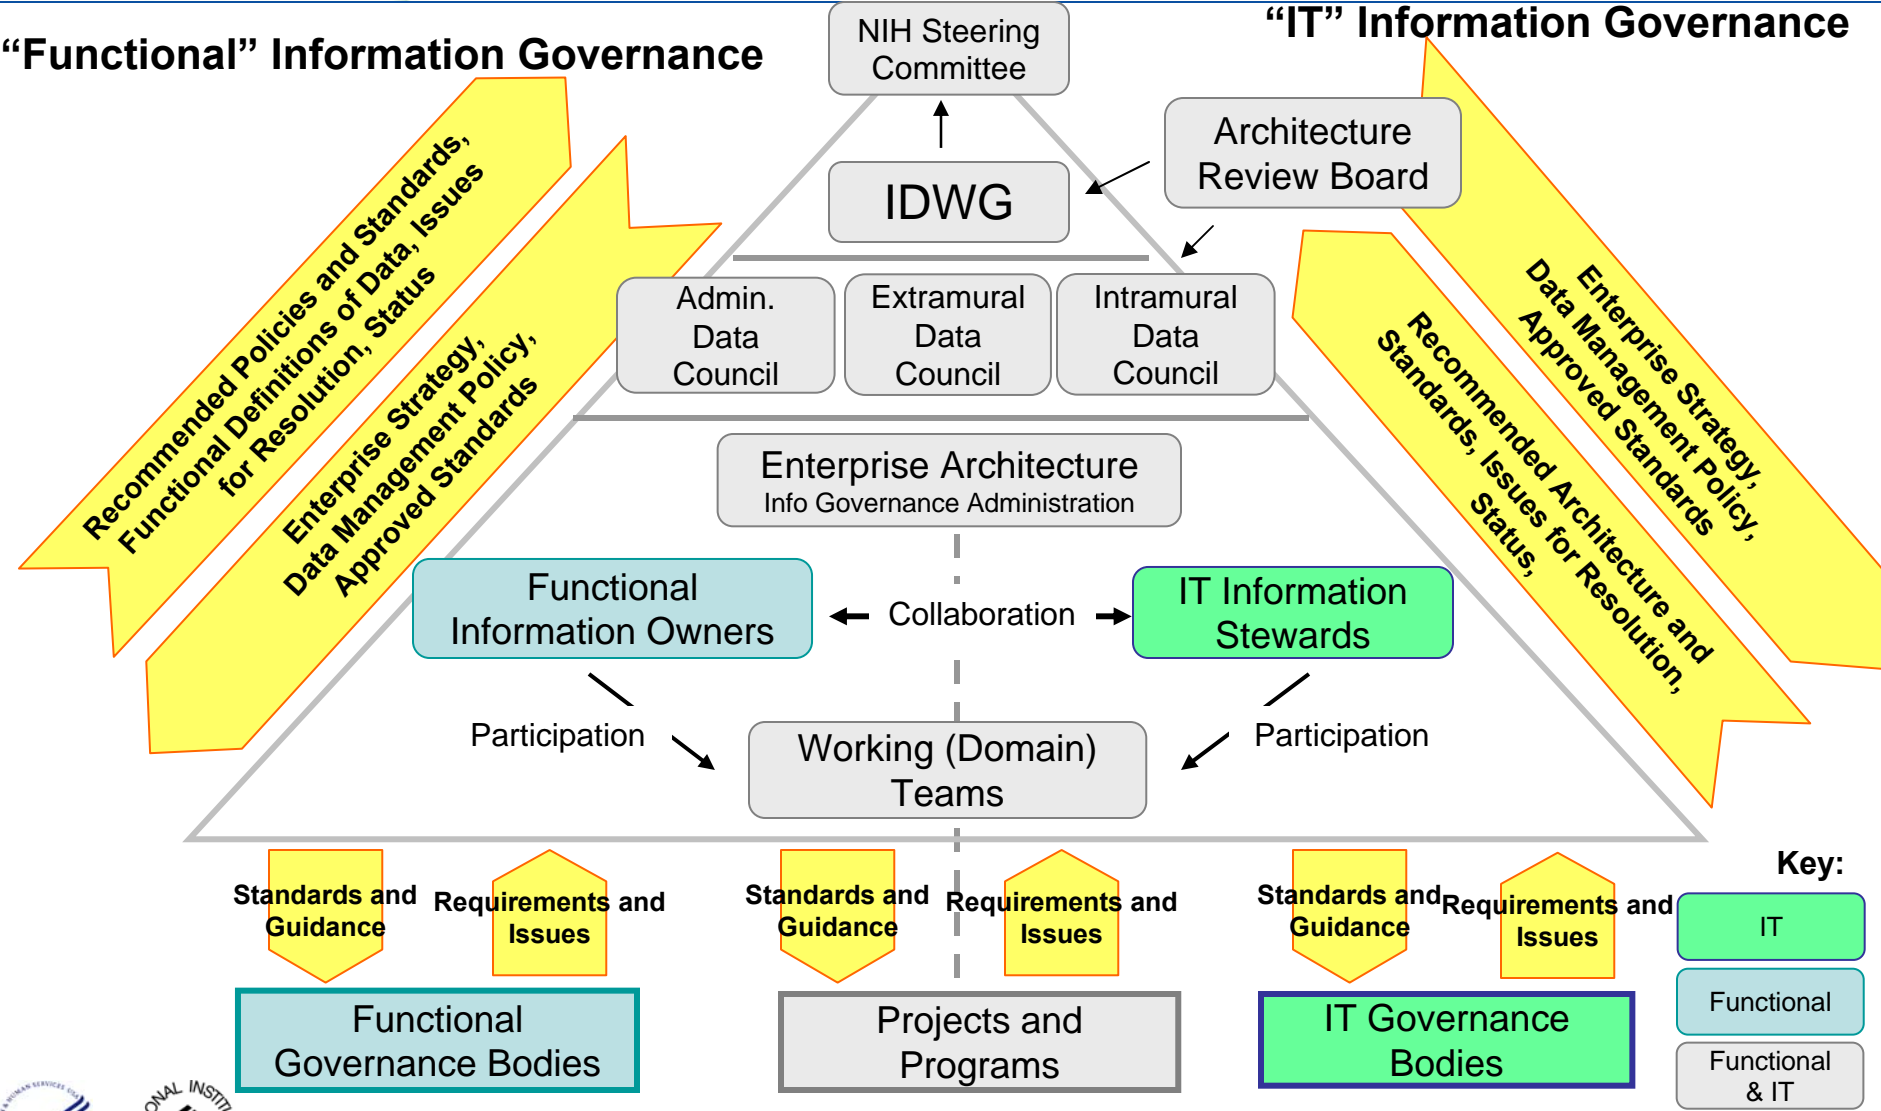 “Functional” Information Governance
“IT” Information Governance
NIH Steering
Committee
Architecture
Review Board
IDWG
Admin.
Data
Council
Extramural
Data
Council
Intramural
Data
Council
Recommended Policies and Standards,
Functional Definitions of Data, Issues
for Resolution, Status
Enterprise Strategy,
Data Management Policy,
Approved Standards
Enterprise Strategy,
Data Management Policy,
Approved Standards
Recommended Architecture and
Standards, Issues for Resolution,
Status,
Enterprise Architecture
Info Governance Administration
Functional
Information Owners
Collaboration
IT Information
Stewards
Participation
Working (Domain)
Teams
Participation
Standards and
Guidance
Requirements and
Issues
Standards and
Guidance
Requirements and
Issues
Standards and
Guidance
Requirements and
Issues
Functional
Governance Bodies
Projects and
Programs
IT Governance
Bodies
Key:
IT
Functional
Functional
& IT
HUMAN SERVICES USA